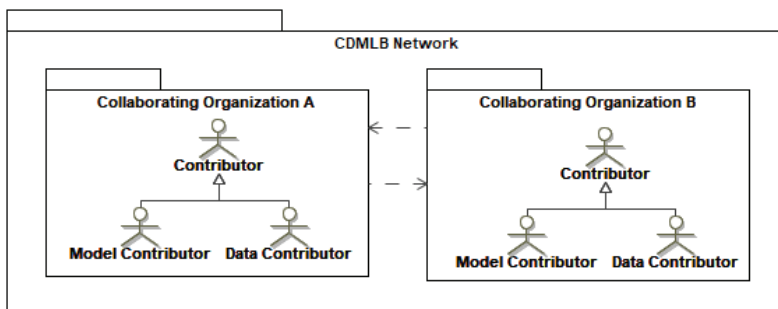 CDMLB Network
Collaborating Organization A
Collaborating Organization B
Contributor
Contributor
Model Contributor
Data Contributor
Model Contributor
Data Contributor